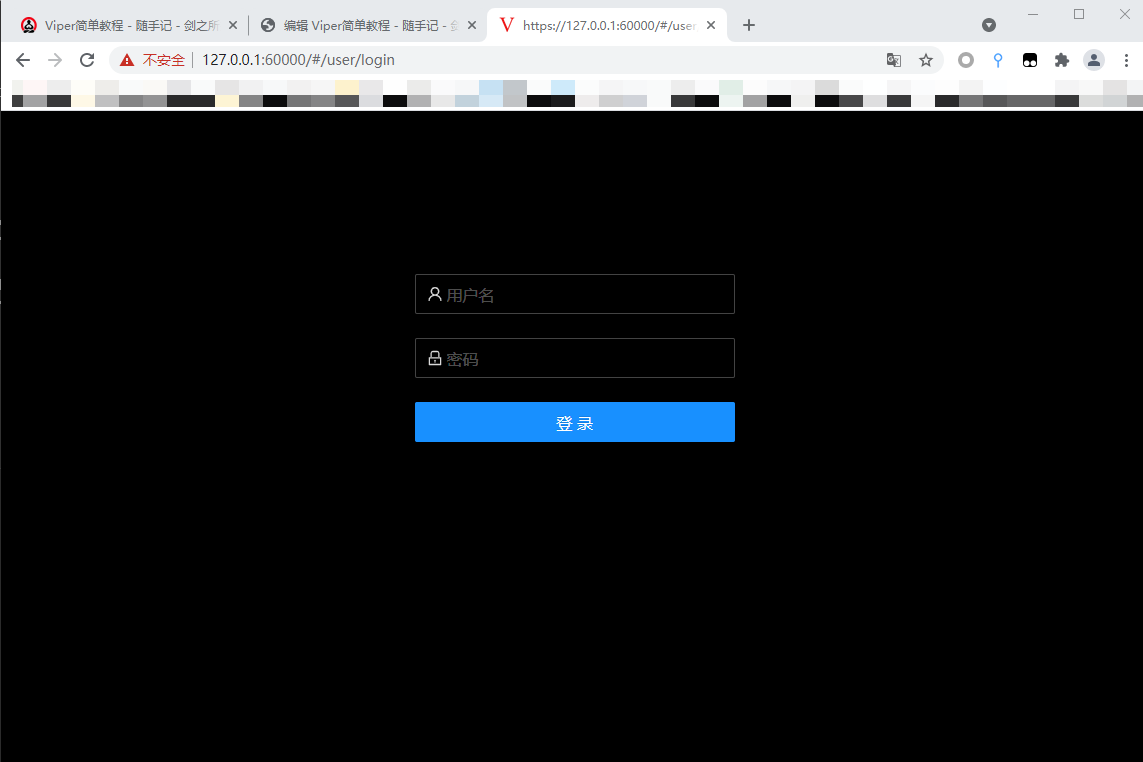 Viper简单教程 - 随手记 - 剑之所
编辑 Viper简单教程 - 随手记 - 剑
https://127.0.0.1:60000/#/user
不安全 127.0.0.1:60000/#/user/login
用户名
密码
登 录